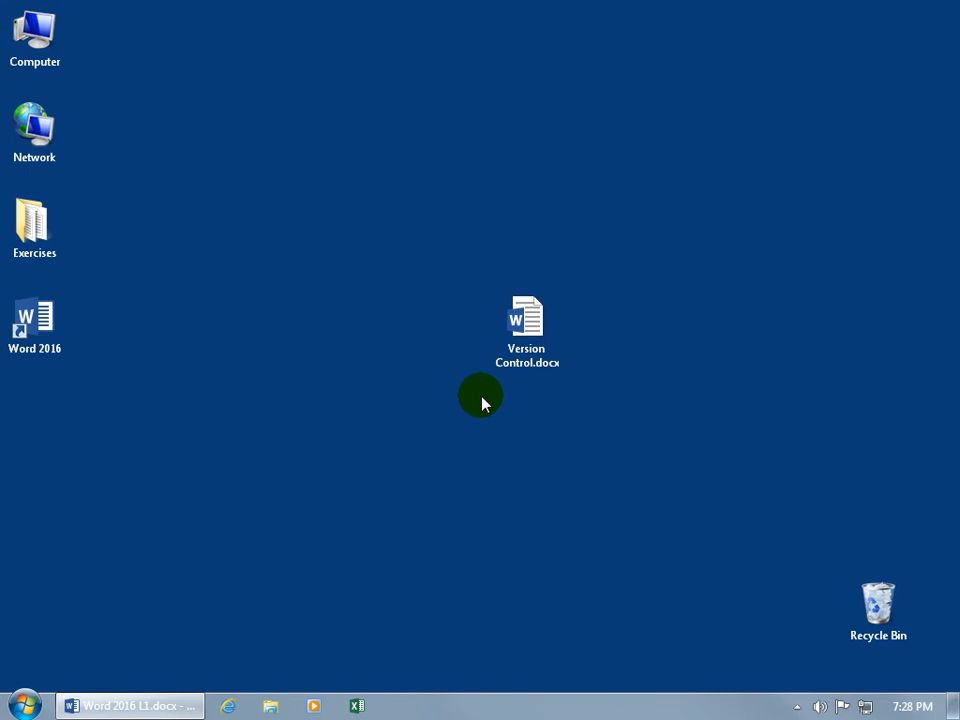 Computer
Network
Exercises
Word 2016
Version
Control.docx
Recycle Bin
Word 2016 L1.docx - ...
7:28 PM